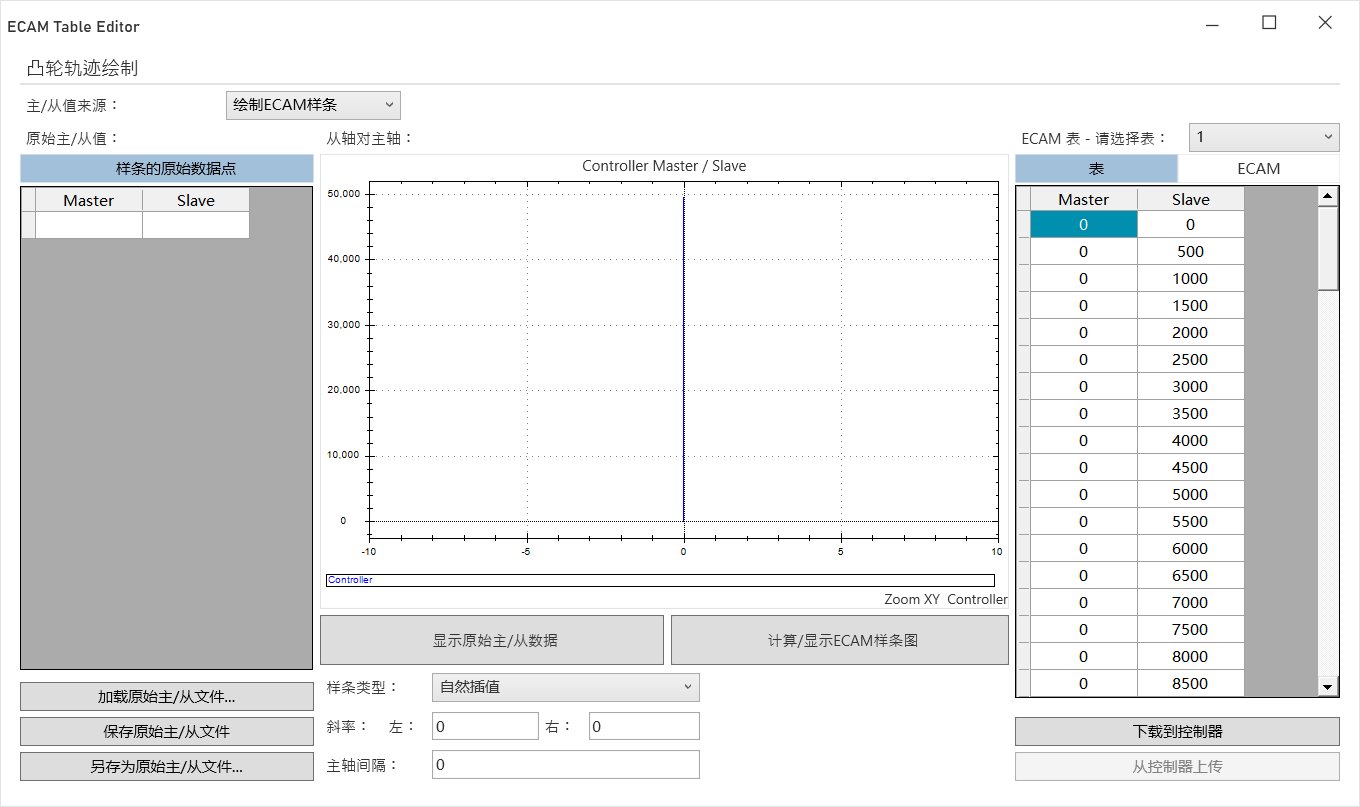 ECAM Table Editor
凸轮轨迹绘制
主/从值来源： 绘制ECAM样条
原始主/从值： 从轴对主轴： ECAM 表 - 请选择表： 1
样条的原始数据点 Controller Master / Slave 表 ECAM
Master Slave
50,000
40,000
30,000
20,000
10,000
0
-10 -5 0 5 10
Controller
Zoom XY Controller
Master Slave
0 0
0 500
0 1000
0 1500
0 2000
0 2500
0 3000
0 3500
0 4000
0 4500
0 5000
0 5500
0 6000
0 6500
0 7000
0 7500
0 8000
0 8500
显示原始主/从数据 计算/显示ECAM样条图
加载原始主/从文件...
保存原始主/从文件
另存为原始主/从文件...
样条类型： 自然插值
斜率： 左： 0 右： 0
主轴间隔： 0
下载到控制器
从控制器上传